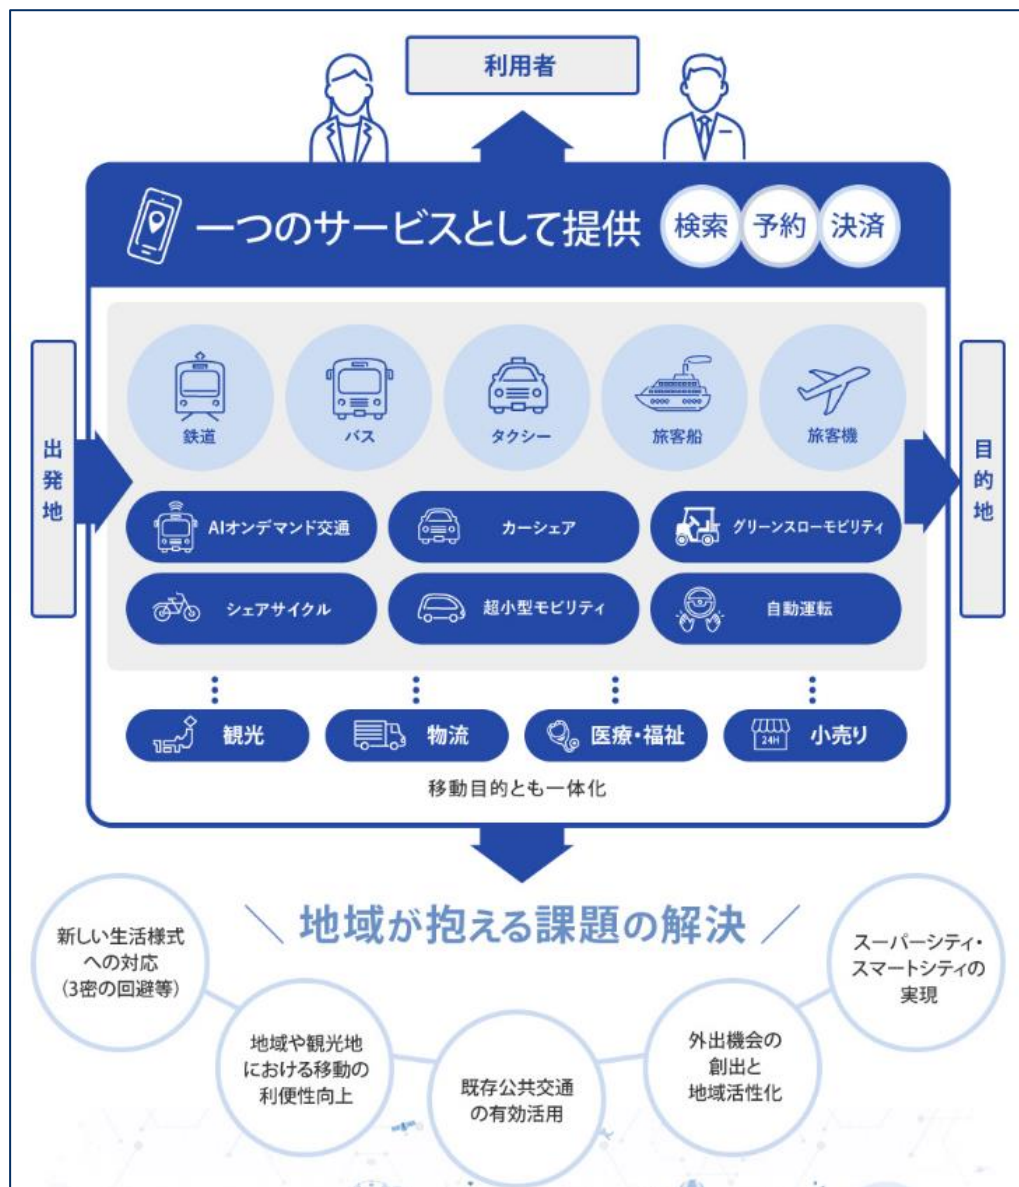 利用者
一つのサービスとして提供 検索 予約 決済
出発地
目的地
鉄道 バス タクシー 旅客船 旅客機
AIオンデマンド交通 カーシェア グリーンスローモビリティ
シェアサイクル 超小型モビリティ 自動運転
観光 物流 医療・福祉 24H 小売り
移動目的とも一体化
地域が抱える課題の解決
新しい生活様式
への対応
(3密の回避等)
地域や観光地
における移動の
利便性向上
既存公共交通
の有効活用
外出機会の
創出と
地域活性化
スーパーシティ・
スマートシティの
実現